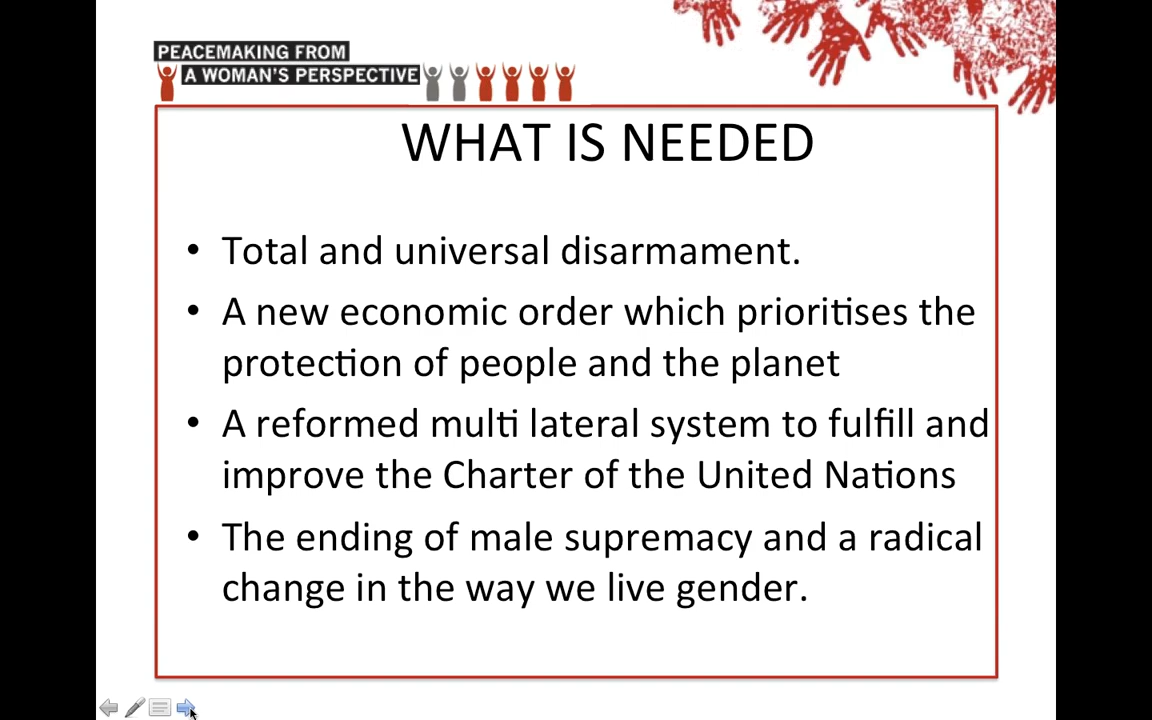 PEACEMAKING FROM
A WOMAN'S PERSPECTIVE
WHAT IS NEEDED
• Total and universal disarmament.
• A new economic order which prioritises the
protection of people and the planet
• A reformed multi lateral system to fulfill and
improve the Charter of the United Nations
• The ending of male supremacy and a radical
change in the way we live gender.